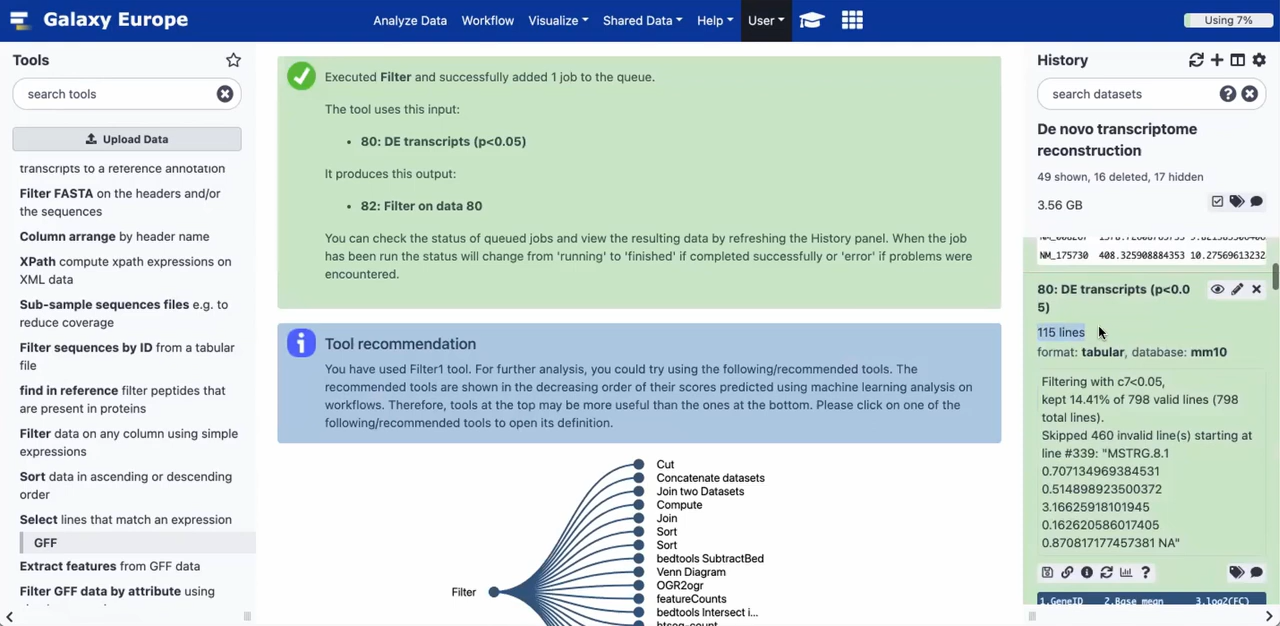 Galaxy Europe
Analyze Data Workflow Visualize Shared Data Help User
Using 7%
Tools
search tools
Upload Data
transcripts to a reference annotation
Filter FASTA on the headers and/or
the sequences
Column arrange by header name
XPath compute xpath expressions on
XML data
Sub-sample sequences files e.g. to
reduce coverage
Filter sequences by ID from a tabular
file
find in reference filter peptides that
are present in proteins
Filter data on any column using simple
expressions
Sort data in ascending or descending
order
Select lines that match an expression
GFF
Extract features from GFF data
Filter GFF data by attribute using
Executed Filter and successfully added 1 job to the queue.
The tool uses this input:
• 80: DE transcripts (p<0.05)
It produces this output:
• 82: Filter on data 80
You can check the status of queued jobs and view the resulting data by refreshing the History panel. When the job
has been run the status will change from 'running' to 'finished' if completed successfully or 'error' if problems were
encountered.
Tool recommendation
You have used Filter1 tool. For further analysis, you could try using the following/recommended tools. The
recommended tools are shown in the decreasing order of their scores predicted using machine learning analysis on
workflows. Therefore, tools at the top may be more useful than the ones at the bottom. Please click on one of the
following/recommended tools to open its definition.
Cut
Concatenate datasets
Join two Datasets
Compute
Join
Sort
Sort
bedtools SubtractBed
Venn Diagram
OGR2ogr
Filter
featureCounts
bedtools Intersect i...
History
search datasets
De novo transcriptome
reconstruction
49 shown, 16 deleted, 17 hidden
3.56 GB
NM_175730 408.325908884353 10.27569613232
80: DE transcripts (p<0.0
5)
115 lines
format: tabular, database: mm10
Filtering with c7<0.05,
kept 14.41% of 798 valid lines (798
total lines).
Skipped 460 invalid line(s) starting at
line #339: "MSTRG.8.1
0.707134969384531
0.514898923500372
3.16625918101945
0.162620586017405
0.870817177457381 NA"
1.GeneID 2.Base mean 3.log2(FC)